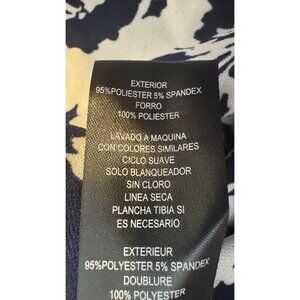 EXTERIOR
95%POLIESTER 5% SPANDEX
FORRO
100% POLIESTER
LAVADO A MAQUINA
CON COLORES SIMILARES
CICLO SUAVE
SOLO BLANQUEADOR
SIN CLORO
LINEA SECA
PLANCHA TIBIA SI
ES NECESARIO
EXTERIEUR
95%POLYESTER 5% SPANDEX
DOUBLURE
100% POLYESTER